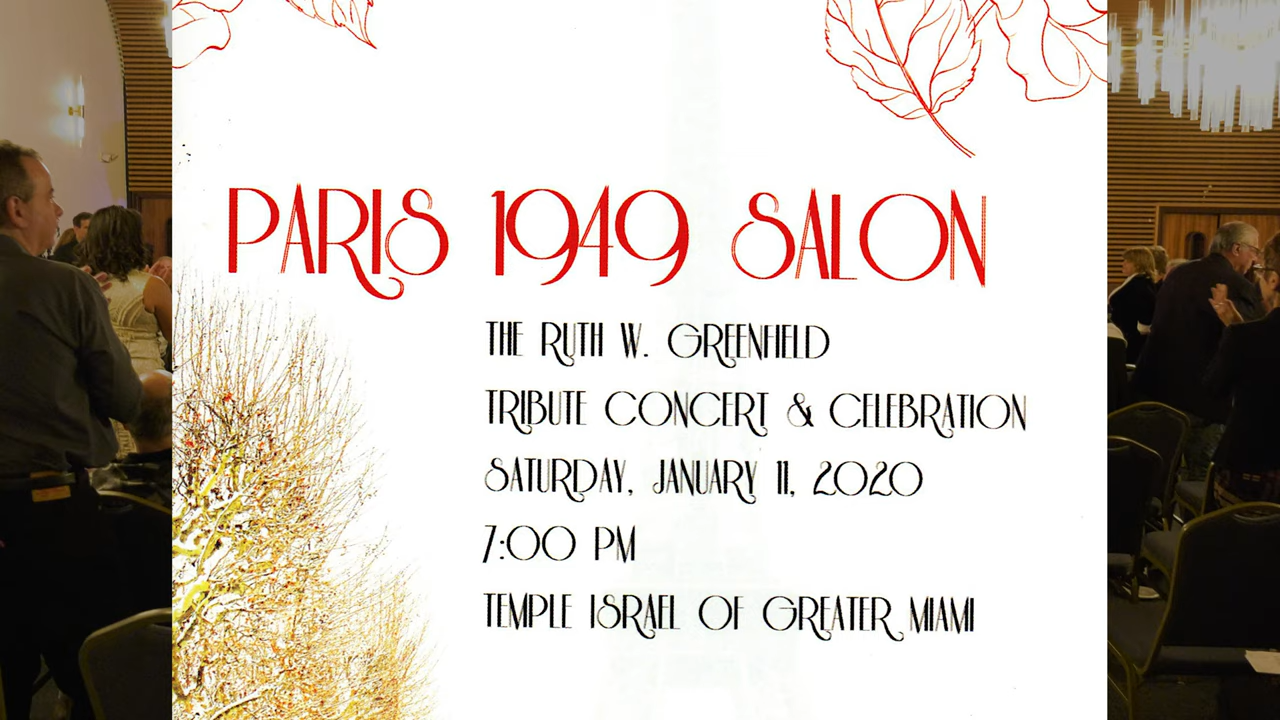 PARIS 1949 SALON
THE RUTH W. GREENFIELD
TRIBUTE CONCERT & CELEBRATION
SATURDAY, JANUARY 11, 2020
7:00 PM
TEMPLE ISRAEL OF GREATER MIAMI